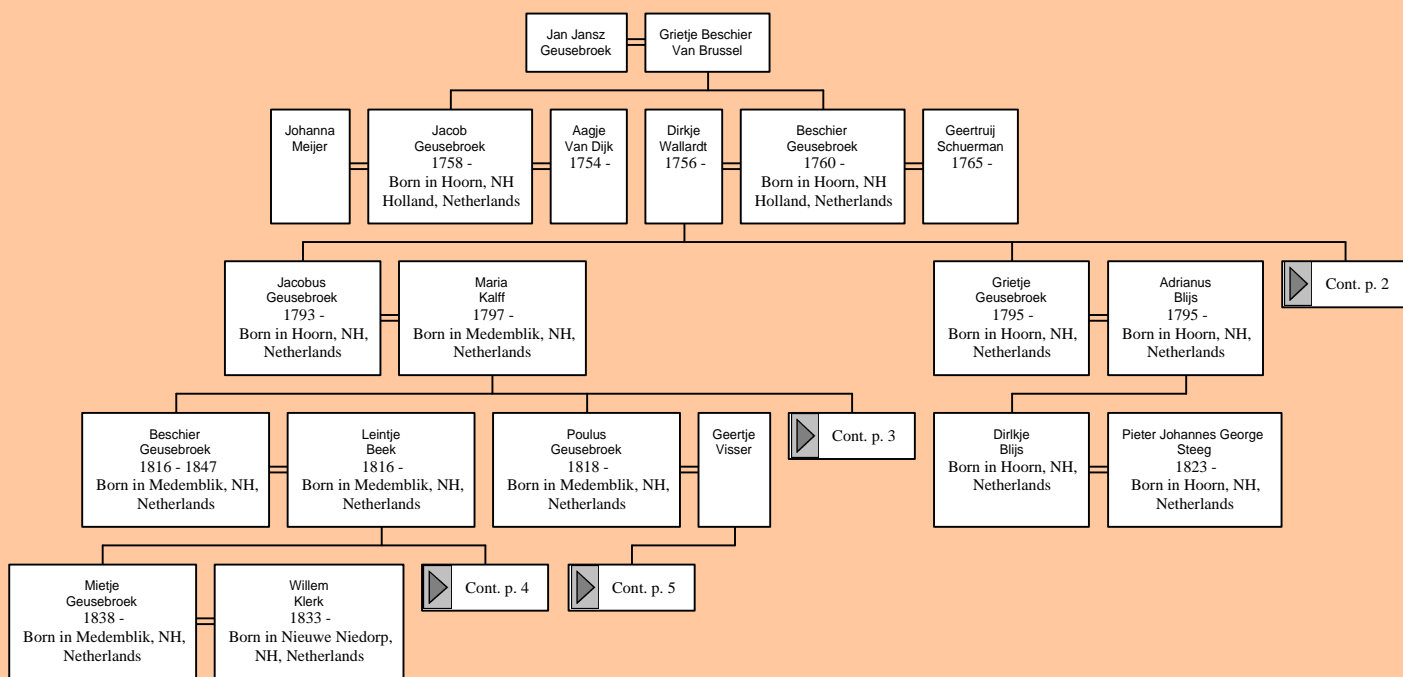 Jan Jansz
Geusebroek
Grietje Beschier
Van Brussel
Johanna
Meijer
Jacob
Geusebroek
1758 -
Born in Hoorn, NH
Holland, Netherlands
Aagje
Van Dijk
1754 -
Dirkje
Wallardt
1756 -
Beschier
Geusebroek
1760 -
Born in Hoorn, NH
Holland, Netherlands
Geertruij
Schuerman
1765 -
Jacobus
Geusebroek
1793 -
Born in Hoorn, NH,
Netherlands
Maria
Kalff
1797 -
Born in Medemblik, NH,
Netherlands
Grietje
Geusebroek
1795 -
Born in Hoorn, NH,
Netherlands
Adrianus
Blijs
1795 -
Born in Hoorn, NH,
Netherlands
Cont. p. 2
Beschier
Geusebroek
1816 - 1847
Born in Medemblik, NH,
Netherlands
Leintje
Beek
1816 -
Born in Medemblik, NH,
Netherlands
Poulus
Geusebroek
1818 -
Born in Medemblik, NH,
Netherlands
Geertje
Visser
Cont. p. 3
Dirlkje
Blijs
Born in Hoorn, NH,
Netherlands
Pieter Johannes George
Steeg
1823 -
Born in Hoorn, NH,
Netherlands
Mietje
Geusebroek
1838 -
Born in Medemblik, NH,
Netherlands
Willem
Klerk
1833 -
Born in Nieuwe Niedorp,
NH, Netherlands
Cont. p. 4
Cont. p. 5